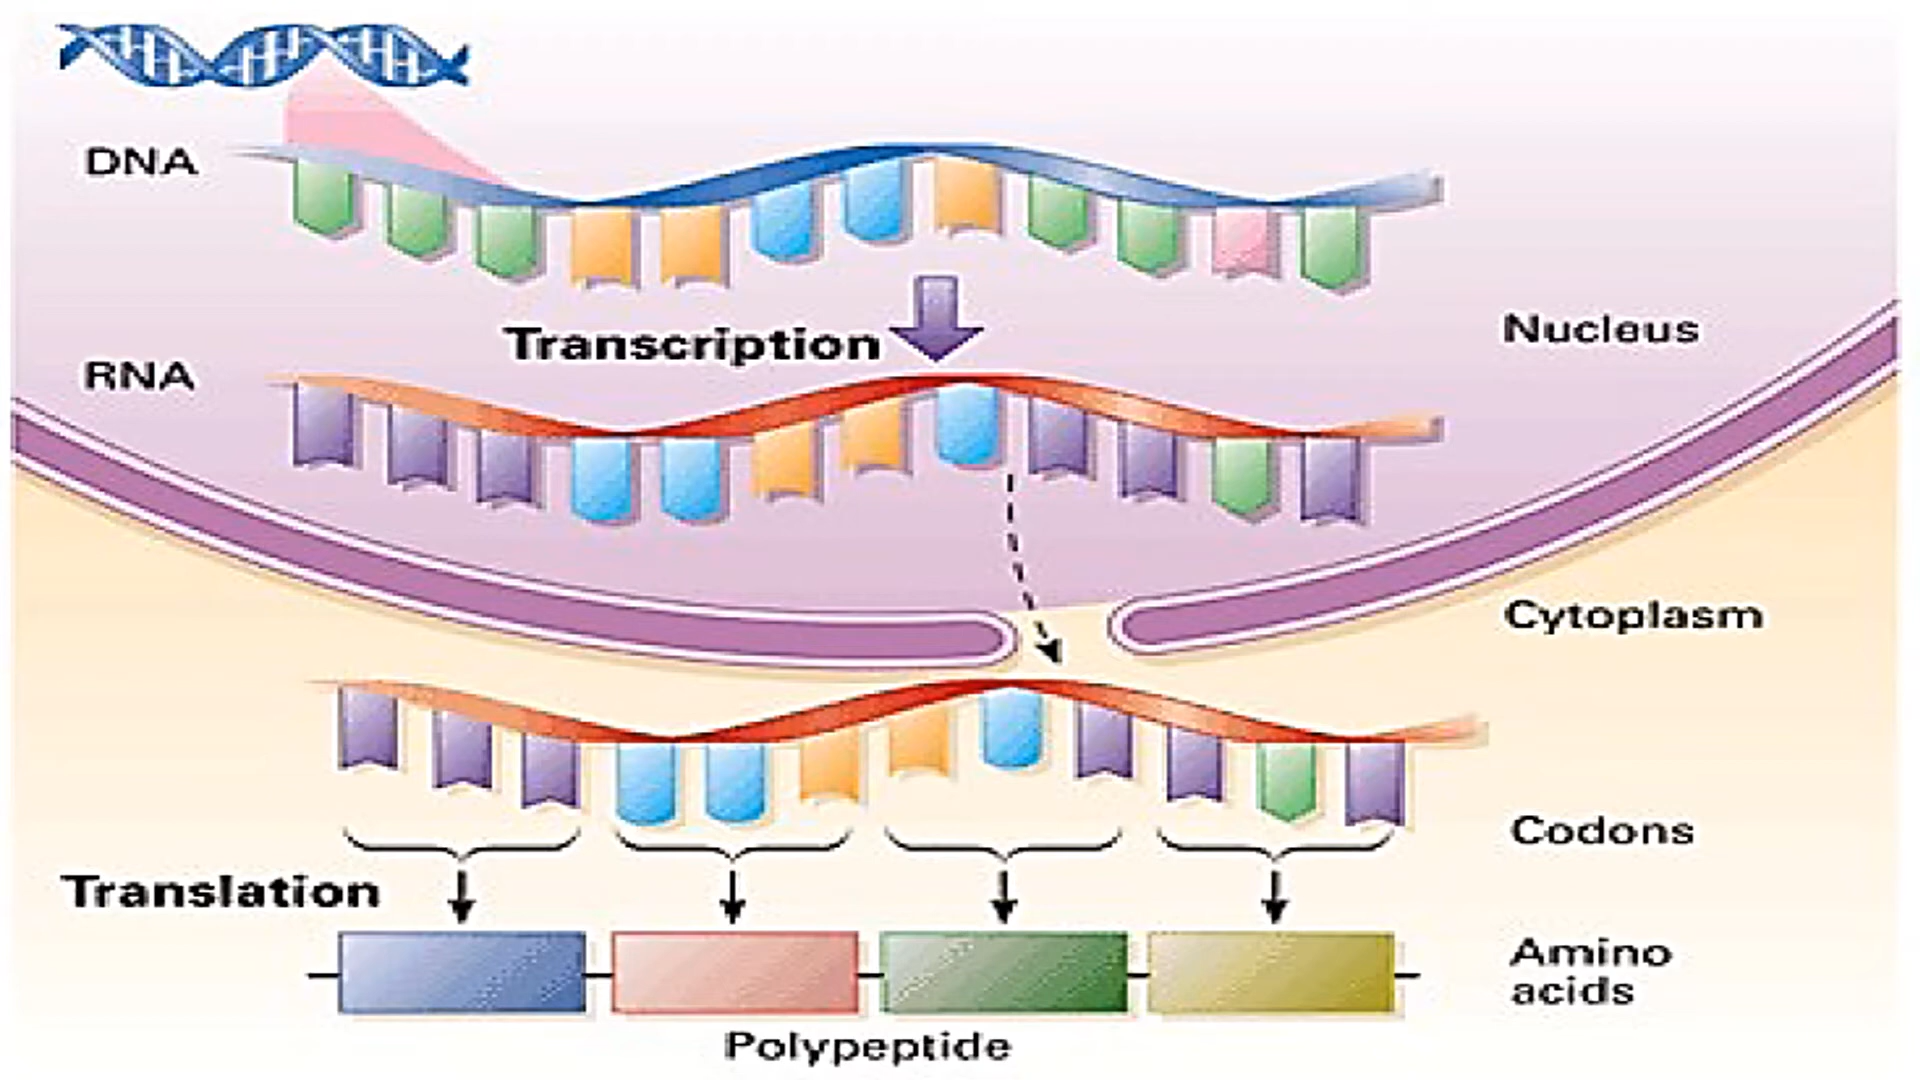 DNA
Transcription
Nucleus
RNA
Cytoplasm
Codons
Translation
Amino
acids
Polypeptide